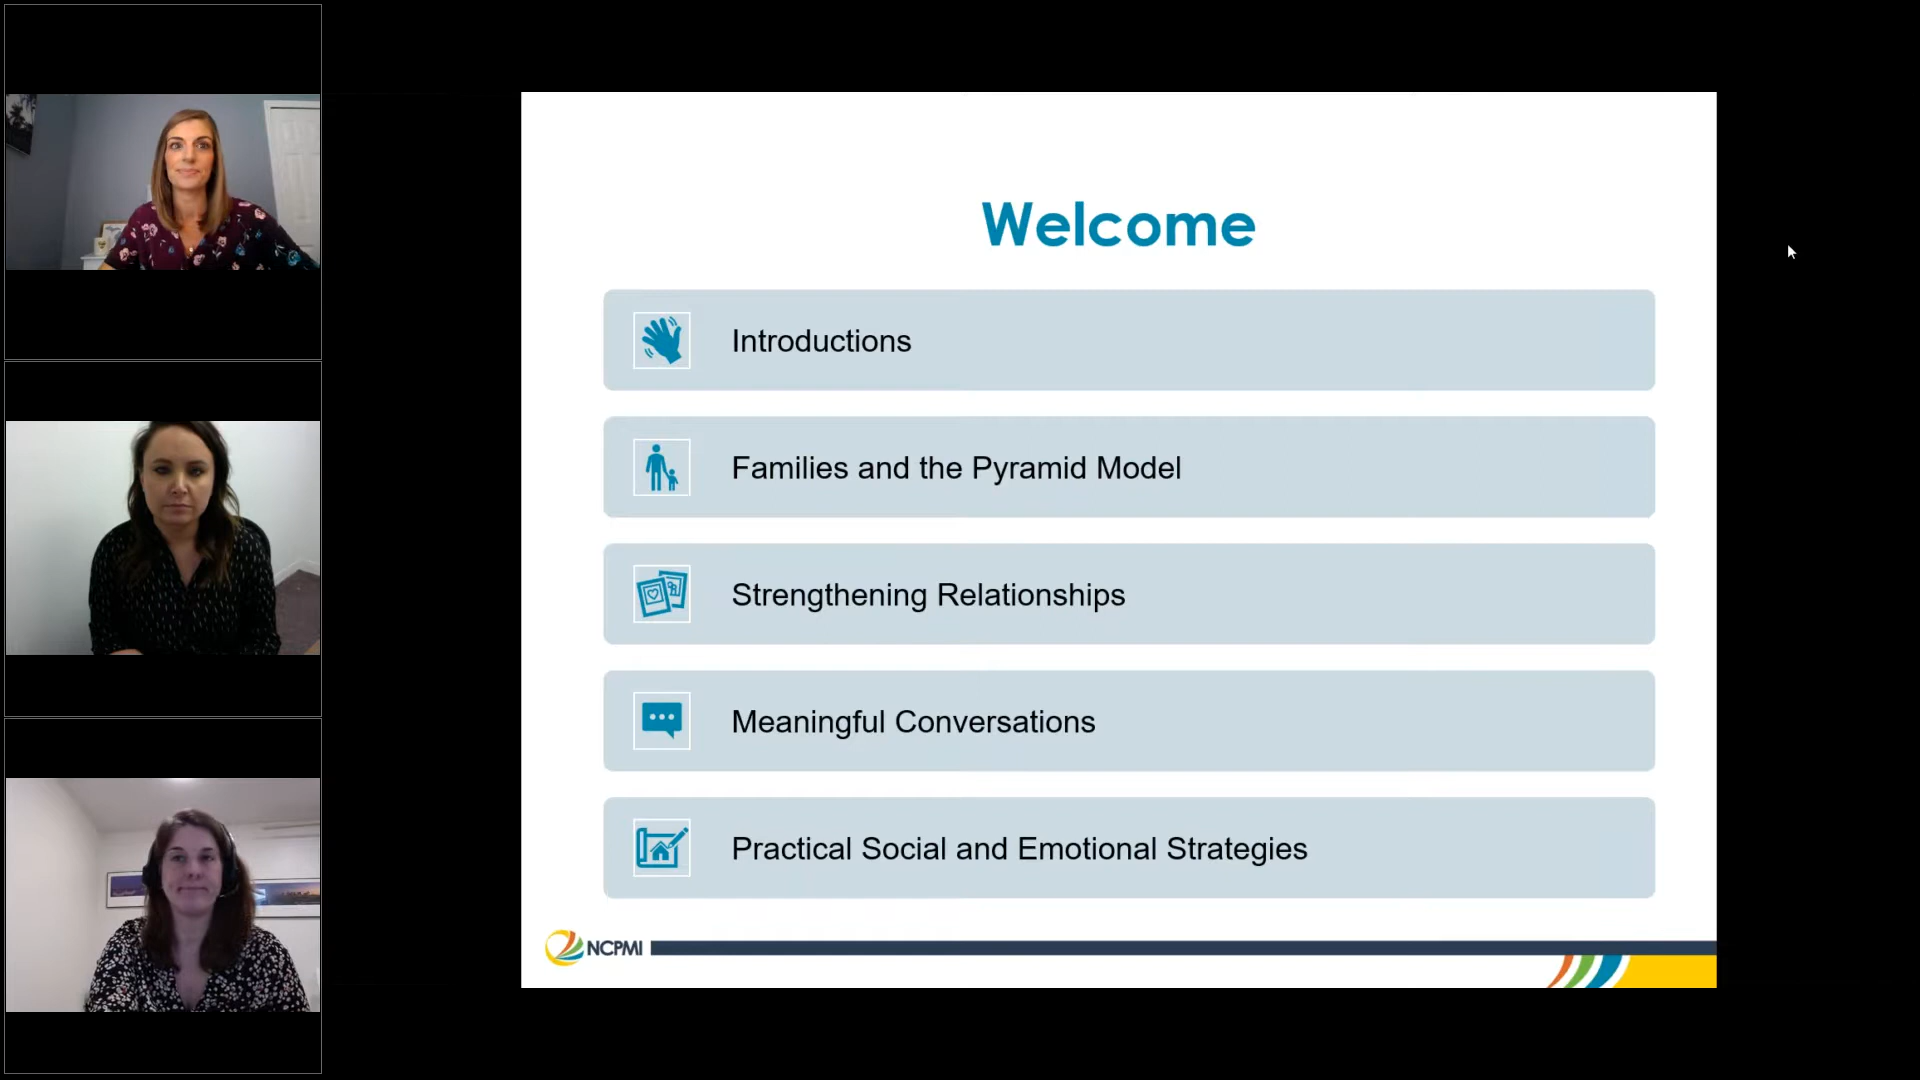 Welcome
Introductions
Families and the Pyramid Model
Strengthening Relationships
Meaningful Conversations
Practical Social and Emotional Strategies
NCPMI